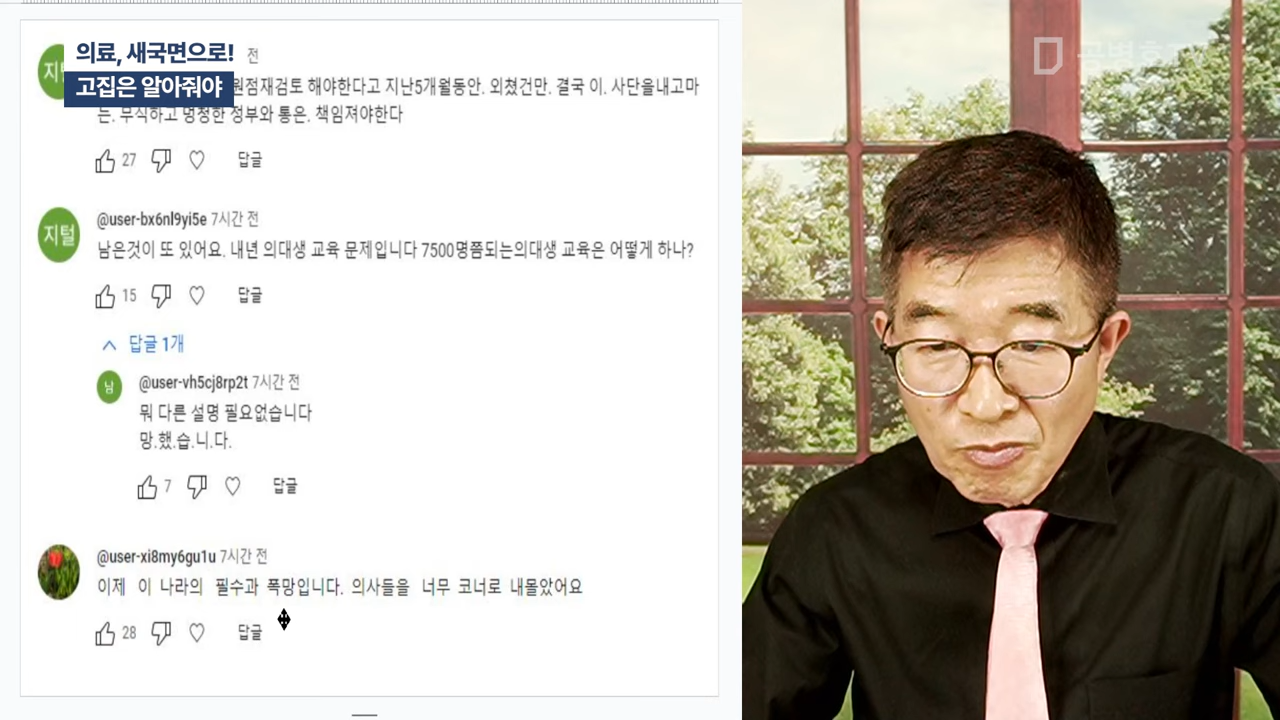 의료, 새국면으로!
고집은 알아줘야
전
원점재검토 해야한다고 지난5개월동안. 외쳤건만. 결국 이. 사단을내고마
는. 무식하고 멍청한 정부와 통은. 책임져야한다
27 답글
지털
@user-bx6nl9yi5e 7시간 전
남은것이 또 있어요. 내년 의대생 교육 문제입니다 7500명쯤되는의대생 교육은 어떻게 하나?
15 답글
답글 1개
남
@user-vh5cj8rp2t 7시간 전
뭐 다른 설명 필요없습니다
망.했.습.니.다.
7 답글
@user-xi8my6gu1u 7시간 전
이제 이 나라의 필수과 폭망입니다. 의사들을 너무 코너로 내몰았어요
28 답글
공병호TV